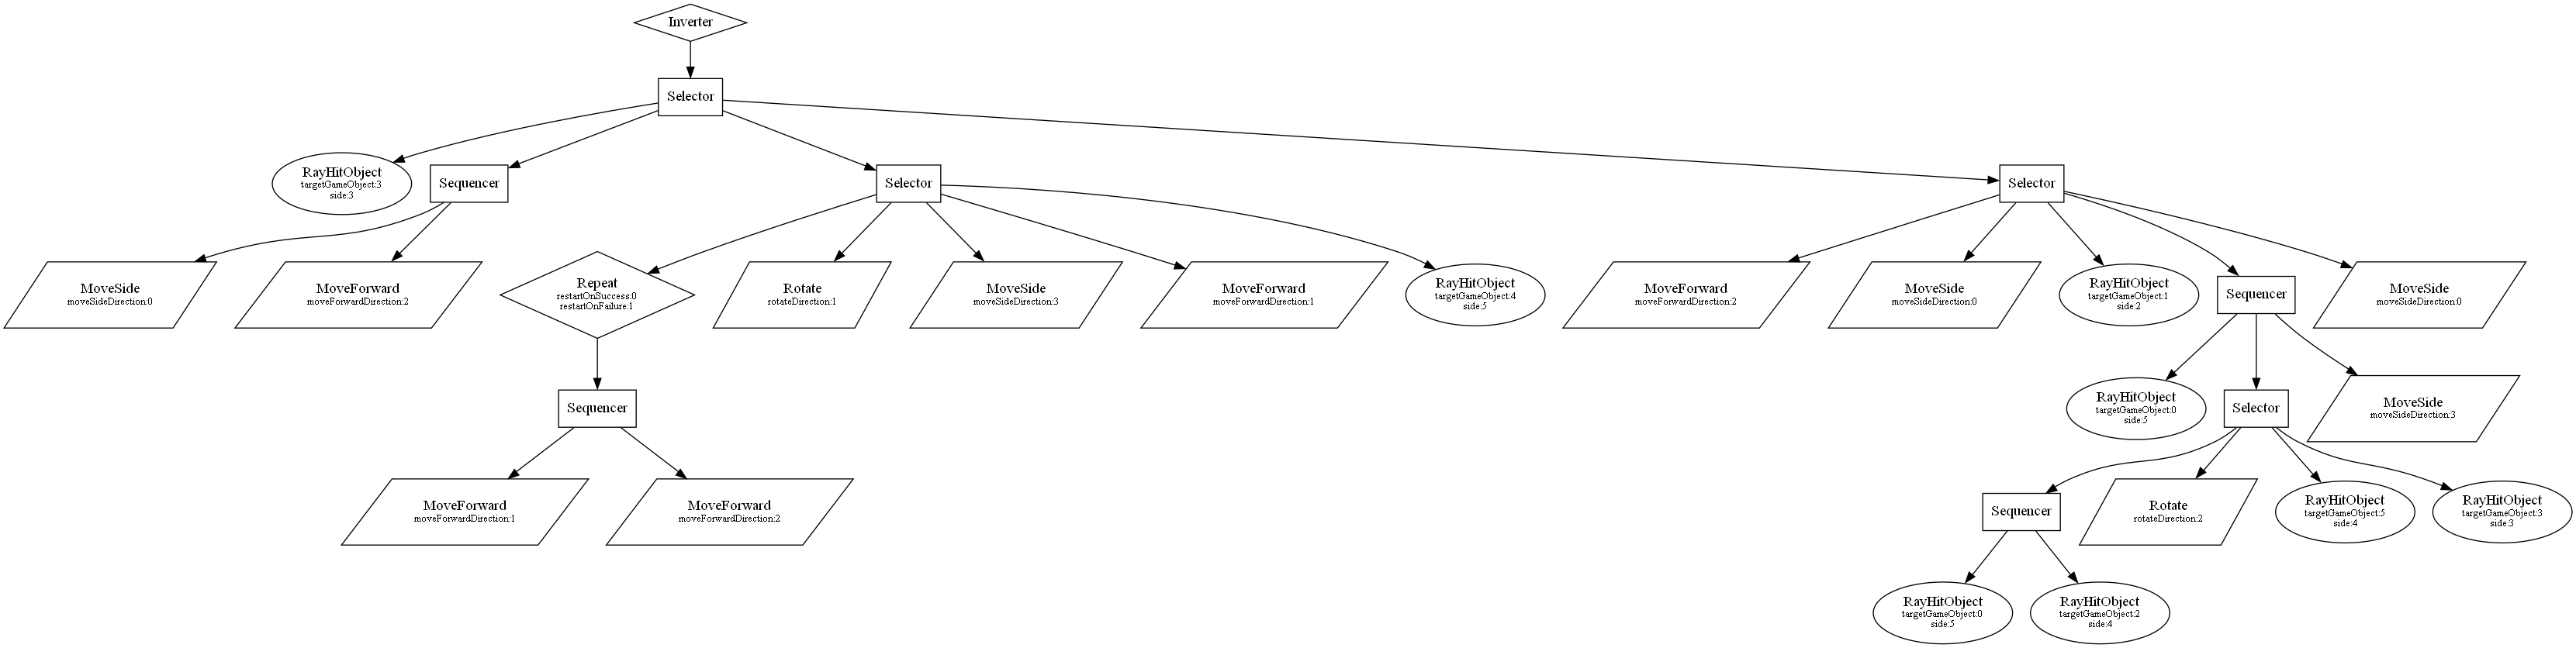 Inverter
Selector
RayHitObject
targetGameObject:3
side:3
Sequencer
Selector
Selector
MoveSide
moveSideDirection:0
MoveForward
moveForwardDirection:2
Repeat
restartOnSuccess:0
restartOnFailure:1
Rotate
rotateDirection:1
MoveSide
moveSideDirection:3
MoveForward
moveForwardDirection:1
RayHitObject
targetGameObject:4
side:5
MoveForward
moveForwardDirection:2
MoveSide
moveSideDirection:0
RayHitObject
targetGameObject:1
side:2
Sequencer
MoveSide
moveSideDirection:0
Sequencer
RayHitObject
targetGameObject:0
side:5
Selector
MoveSide
moveSideDirection:3
MoveForward
moveForwardDirection:1
MoveForward
moveForwardDirection:2
Sequencer
Rotate
rotateDirection:2
RayHitObject
targetGameObject:5
side:4
RayHitObject
targetGameObject:3
side:3
RayHitObject
targetGameObject:0
side:5
RayHitObject
targetGameObject:2
side:4